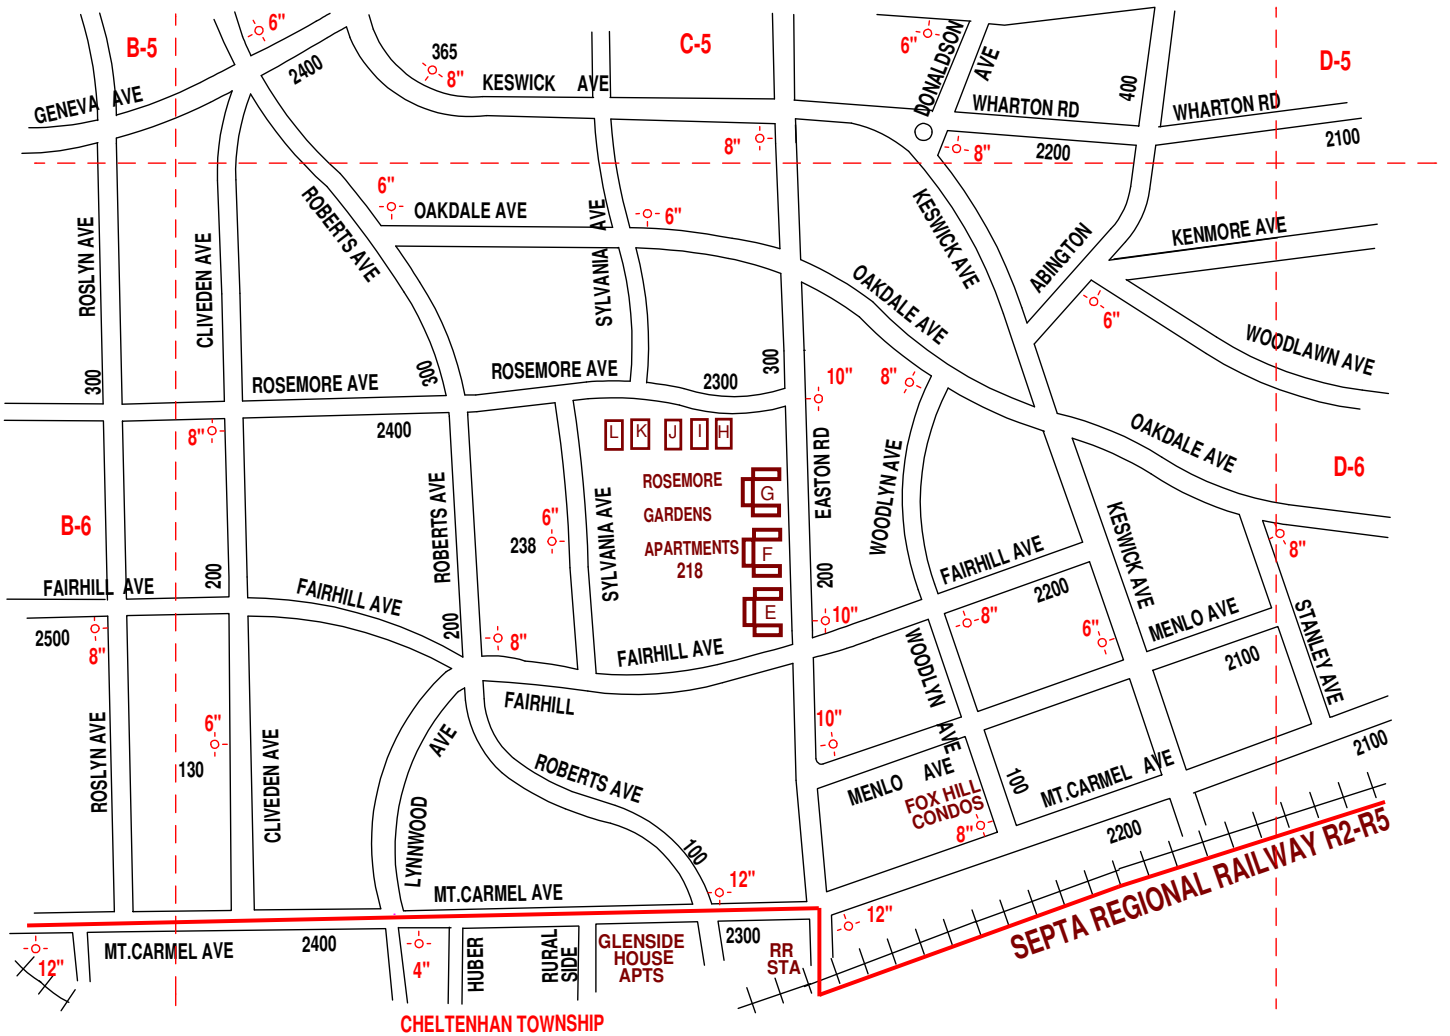 6"
B-5
C-5
365
8"
2400
KESWICK AVE
6"
DONALDSON
AVE
D-5
GENEVA AVE
400
WHARTON RD
WHARTON RD
2100
8"
8"
2200
6"
ROBERTS AVE
OAKDALE AVE
AVE
6"
KESWICK AVE
ABINGTON
KENMORE AVE
ROSLYN AVE
CLIVEDEN AVE
SYLVANIA
OAKDALE AVE
6"
WOODLAWN AVE
300
ROSEMORE AVE
300
ROSEMORE AVE
2300
300
10"
8"
8"
2400
L
K
J
I
H
OAKDALE AVE
D-6
EASTON RD
WOODLYN AVE
ROSEMORE
GARDENS
APARTMENTS
218
G
F
E
B-6
ROBERTS AVE
6"
238
SYLVANIA AVE
KESWICK AVE
8"
FAIRHILL AVE
200
FAIRHILL AVE
200
FAIRHILL AVE
2200
MENLO AVE
STANLEY AVE
2500
8"
200
8"
FAIRHILL AVE
10"
8"
6"
2100
WOODLYN AVE
FAIRHILL
6"
130
ROSLYN AVE
CLIVEDEN AVE
AVE
LYNNWOOD
ROBERTS AVE
10"
MENLO AVE
FOX HILL
CONDOS
8"
100
MT.CARMEL AVE
2100
2200
100
12"
MT.CARMEL AVE
12"
SEPTA REGIONAL RAILWAY R2-R5
MT.CARMEL AVE
2400
12"
4"
HUBER
RURAL
SIDE
GLENSIDE
HOUSE
APTS
2300
RR
STA
CHELTENHAN TOWNSHIP